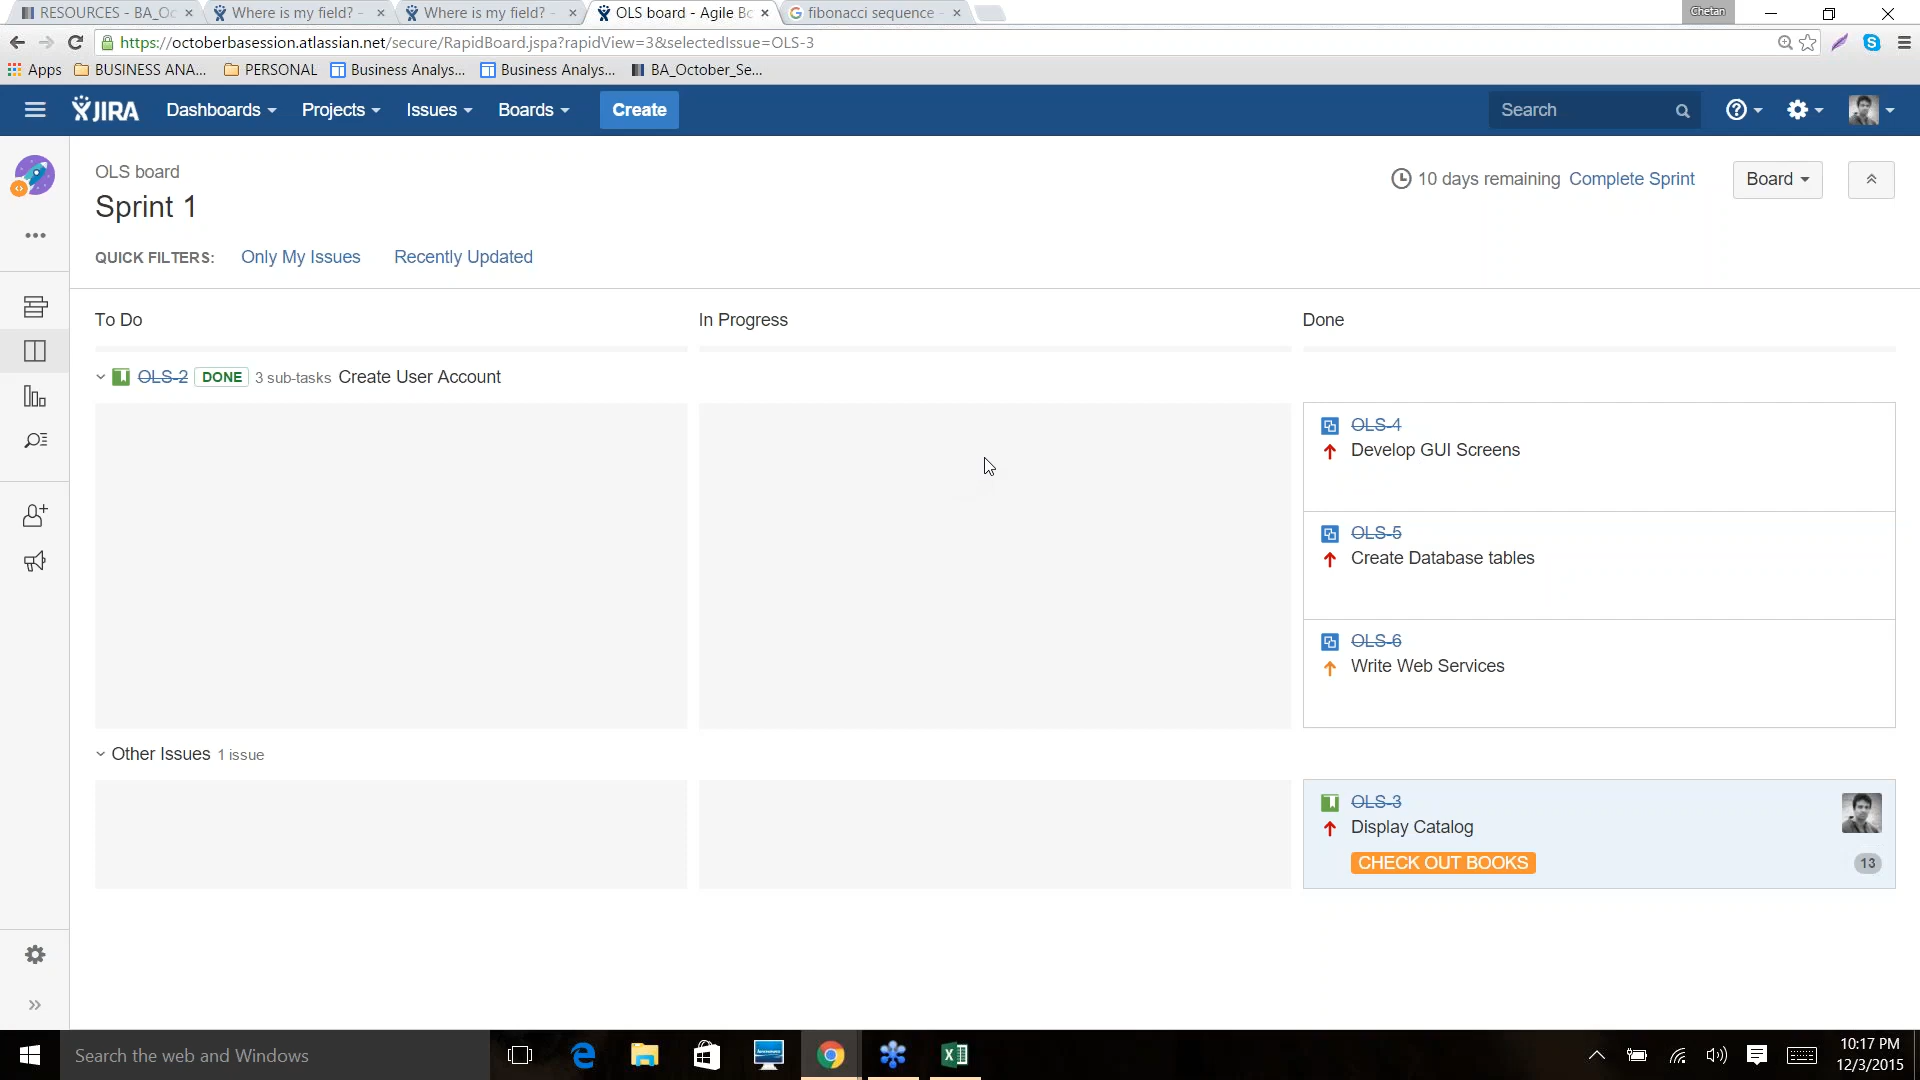 RESOURCES - BA_Oc
Where is my field? -
Where is my field? -
OLS board - Agile Bo
fibonacci sequence -
Chetan
https://octoberbasession.atlassian.net/secure/RapidBoard.jspa?rapidView=3&selectedIssue=OLS-3
Apps
BUSINESS ANA...
PERSONAL
Business Analys...
Business Analys...
BA_October_Se...
JIRA
Dashboards
Projects
Issues
Boards
Create
Search
OLS board
Sprint 1
10 days remaining
Complete Sprint
Board
QUICK FILTERS:
Only My Issues
Recently Updated
To Do
In Progress
Done
OLS-2 DONE 3 sub-tasks Create User Account
OLS-4
Develop GUI Screens
OLS-5
Create Database tables
OLS-6
Write Web Services
Other Issues 1 issue
OLS-3
Display Catalog
CHECK OUT BOOKS
13
Search the web and Windows
10:17 PM
12/3/2015